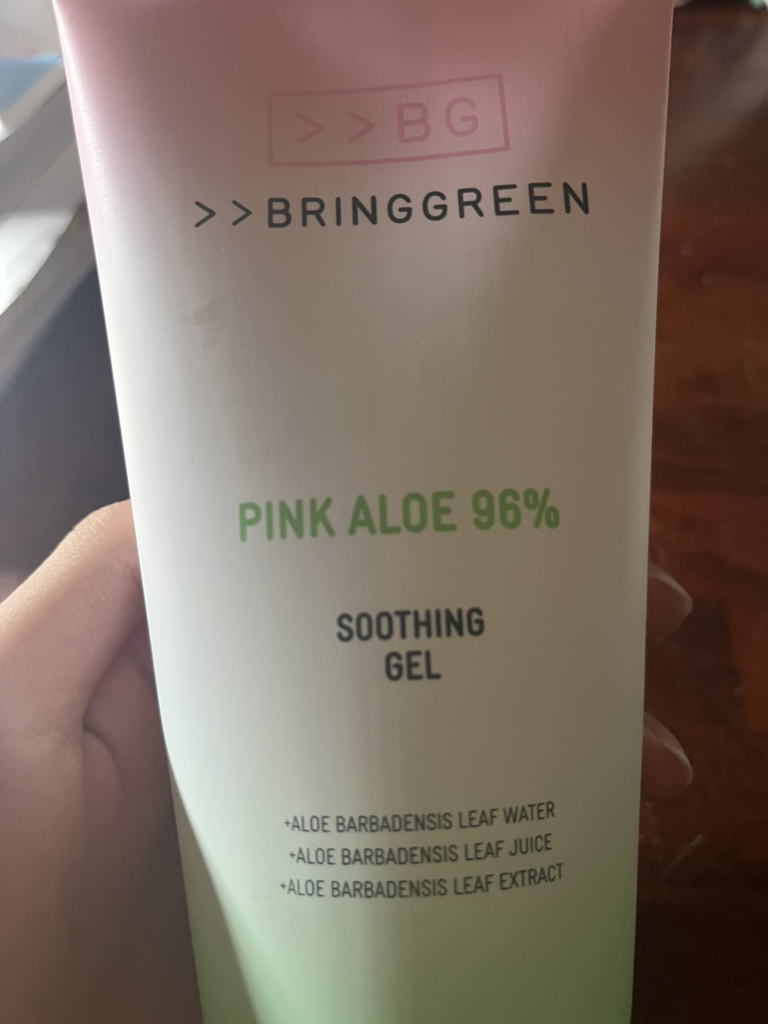 >>BG
>>BRINGGREEN
PINK ALOE 96%
SOOTHING
GEL
+ALOE BARBADENSIS LEAF WATER
+ALOE BARBADENSIS LEAF JUICE
+ALOE BARBADENSIS LEAF EXTRACT